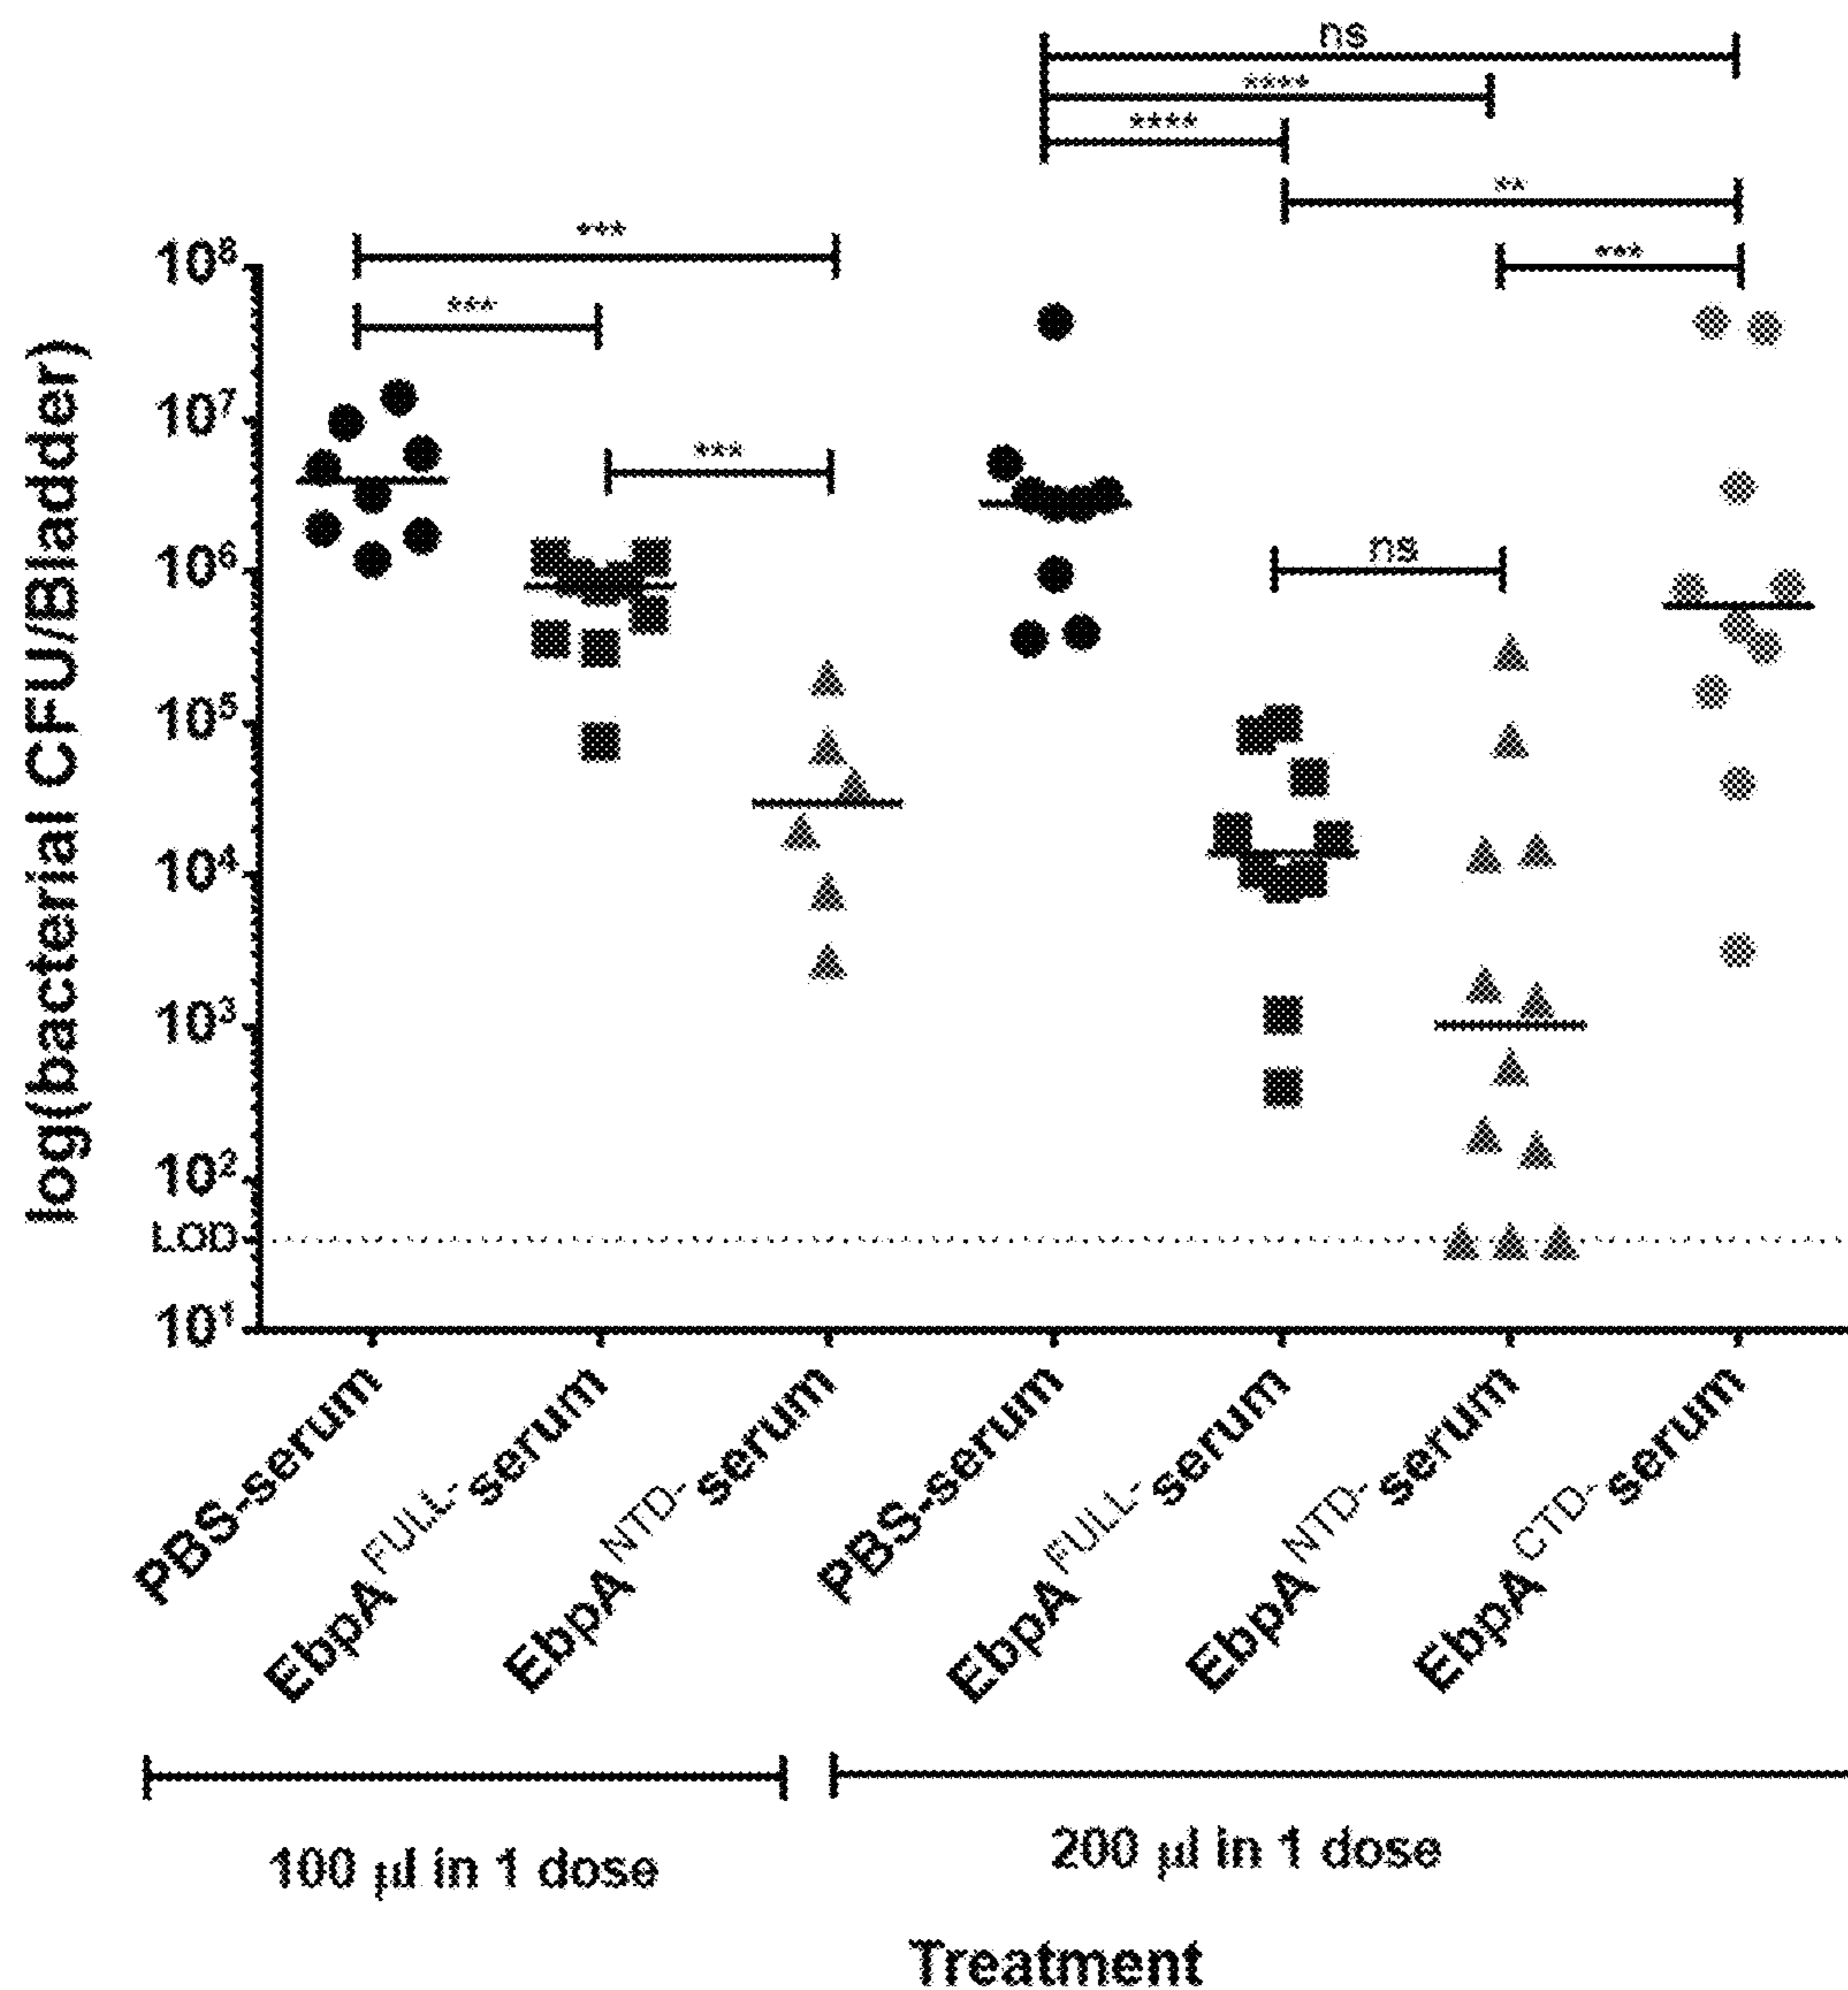 ns
****
****
**
***
***
***
***
ns
log(bacterial CFU/Bladder)
10⁸
10⁷
10⁶
10⁵
10⁴
10³
10²
LOD
10¹
PBS-serum
EbpA^FULL- serum
EbpA^NTD- serum
PBS-serum
EbpA^FULL- serum
EbpA^NTD- serum
EbpA^CTD- serum
100 µl in 1 dose
200 µl in 1 dose
Treatment